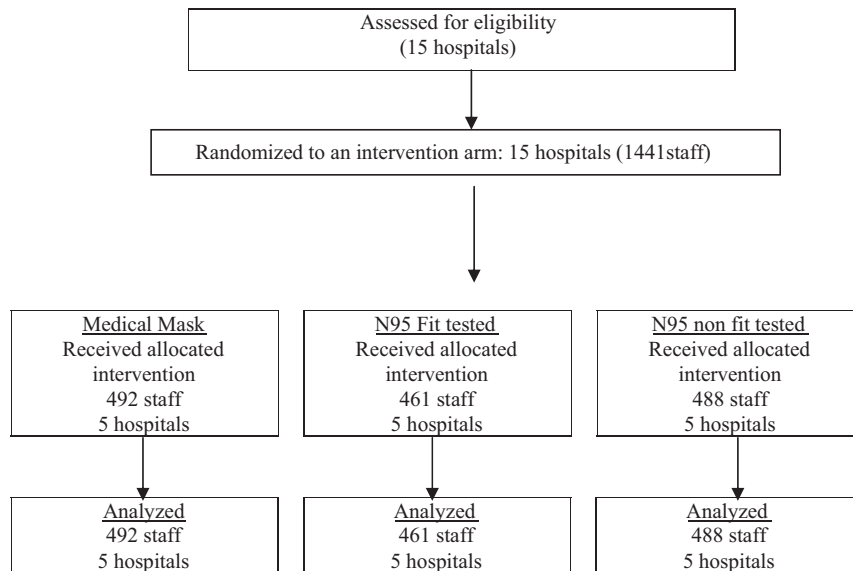 Assessed for eligibility
(15 hospitals)
Randomized to an intervention arm: 15 hospitals (1441staff)
Medical Mask
Received allocated
intervention
492 staff
5 hospitals
N95 Fit tested
Received allocated
intervention
461 staff
5 hospitals
N95 non fit tested
Received allocated
intervention
488 staff
5 hospitals
Analyzed
492 staff
5 hospitals
Analyzed
461 staff
5 hospitals
Analyzed
488 staff
5 hospitals